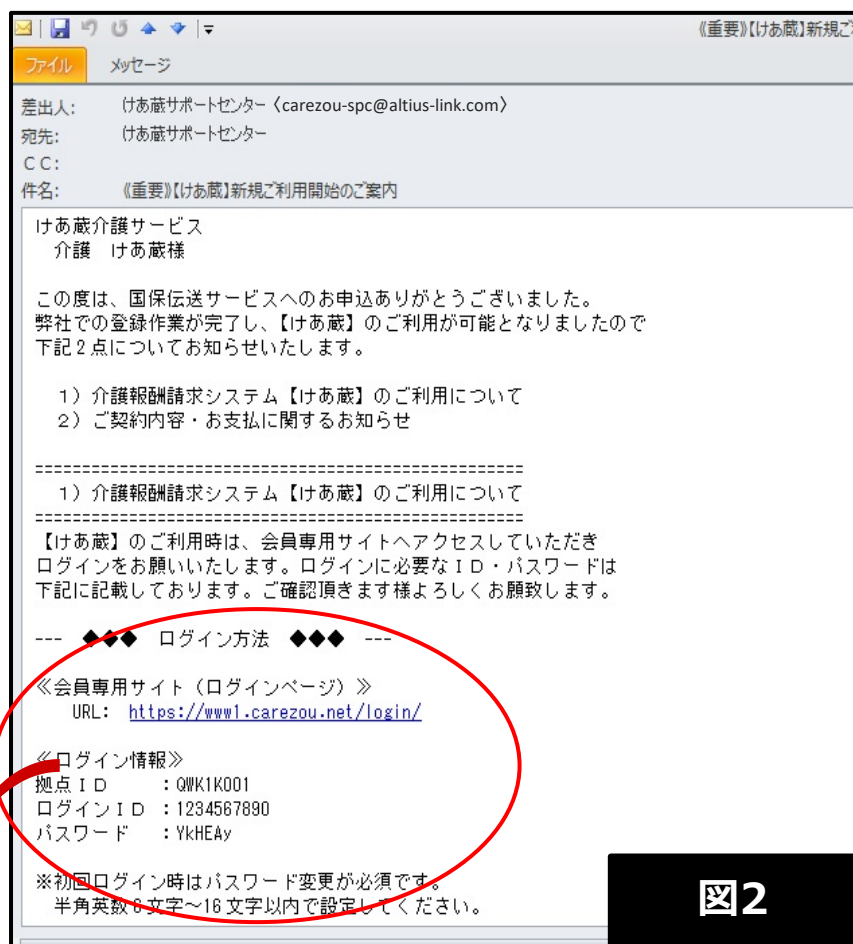 《重要》【けあ蔵】新規ご
ファイル メッセージ
差出人: けあ蔵サポートセンター〈carezou-spc@altius-link.com〉
宛先: けあ蔵サポートセンター
CC:
件名: 《重要》【けあ蔵】新規ご利用開始のご案内
けあ蔵介護サービス
介護 けあ蔵様
この度は、国保伝送サービスへのお申込ありがとうございました。
弊社での登録作業が完了し、【けあ蔵】のご利用が可能となりましたので
下記2点についてお知らせいたします。
1)介護報酬請求システム【けあ蔵】のご利用について
2)ご契約内容・お支払に関するお知らせ
====================================================
1)介護報酬請求システム【けあ蔵】のご利用について
====================================================
【けあ蔵】のご利用時は、会員専用サイトへアクセスしていただき
ログインをお願いいたします。ログインに必要なID・パスワードは
下記に記載しております。ご確認頂きます様よろしくお願致します。
--- ◆◆◆ ログイン方法 ◆◆◆ ---
≪会員専用サイト(ログインページ)≫
URL: https://www1.carezou.net/login/
≪ログイン情報≫
拠点ID :QWK1K001
ログインID :1234567890
パスワード :YkHEAy
※初回ログイン時はパスワード変更が必須です。
半角英数6文字~16文字以内で設定してください。
図2